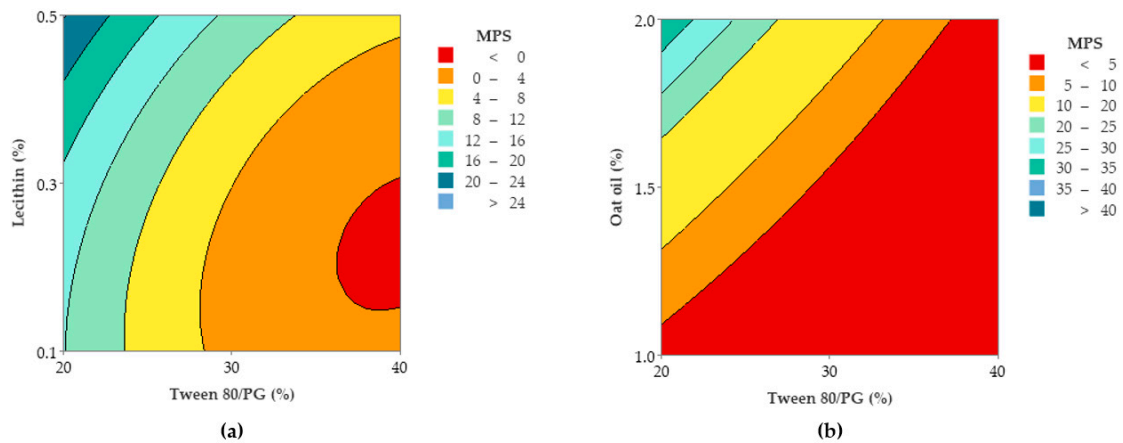 0.5
0.3
0.1
Lecithin (%)
20
30
40
Tween 80/PG (%)
MPS
< 0
0 – 4
4 – 8
8 – 12
12 – 16
16 – 20
20 – 24
> 24
(a)
2.0
1.5
1.0
Oat oil (%)
20
30
40
Tween 80/PG (%)
MPS
< 5
5 – 10
10 – 20
20 – 25
25 – 30
30 – 35
35 – 40
> 40
(b)